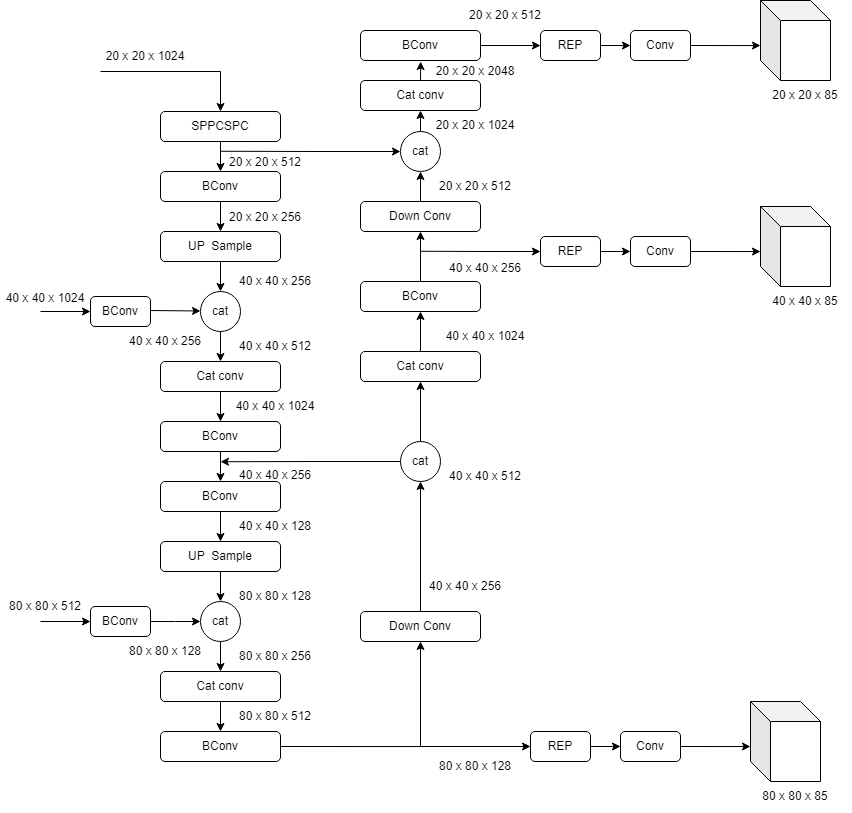 20 x 20 x 512
BConv
REP
Conv
20 x 20 x 1024
20 x 20 x 2048
Cat conv
20 x 20 x 85
SPPCSPC
20 x 20 x 1024
cat
20 x 20 x 512
BConv
20 x 20 x 512
20 x 20 x 256
Down Conv
UP Sample
REP
Conv
40 x 40 x 256
40 x 40 x 256
40 x 40 x 1024
BConv
cat
BConv
40 x 40 x 85
40 x 40 x 256
40 x 40 x 512
40 x 40 x 1024
Cat conv
Cat conv
40 x 40 x 1024
BConv
cat
40 x 40 x 256
40 x 40 x 512
BConv
40 x 40 x 128
UP Sample
40 x 40 x 256
80 x 80 x 128
80 x 80 x 512
BConv
cat
Down Conv
80 x 80 x 128
80 x 80 x 256
Cat conv
80 x 80 x 512
BConv
REP
Conv
80 x 80 x 128
80 x 80 x 85